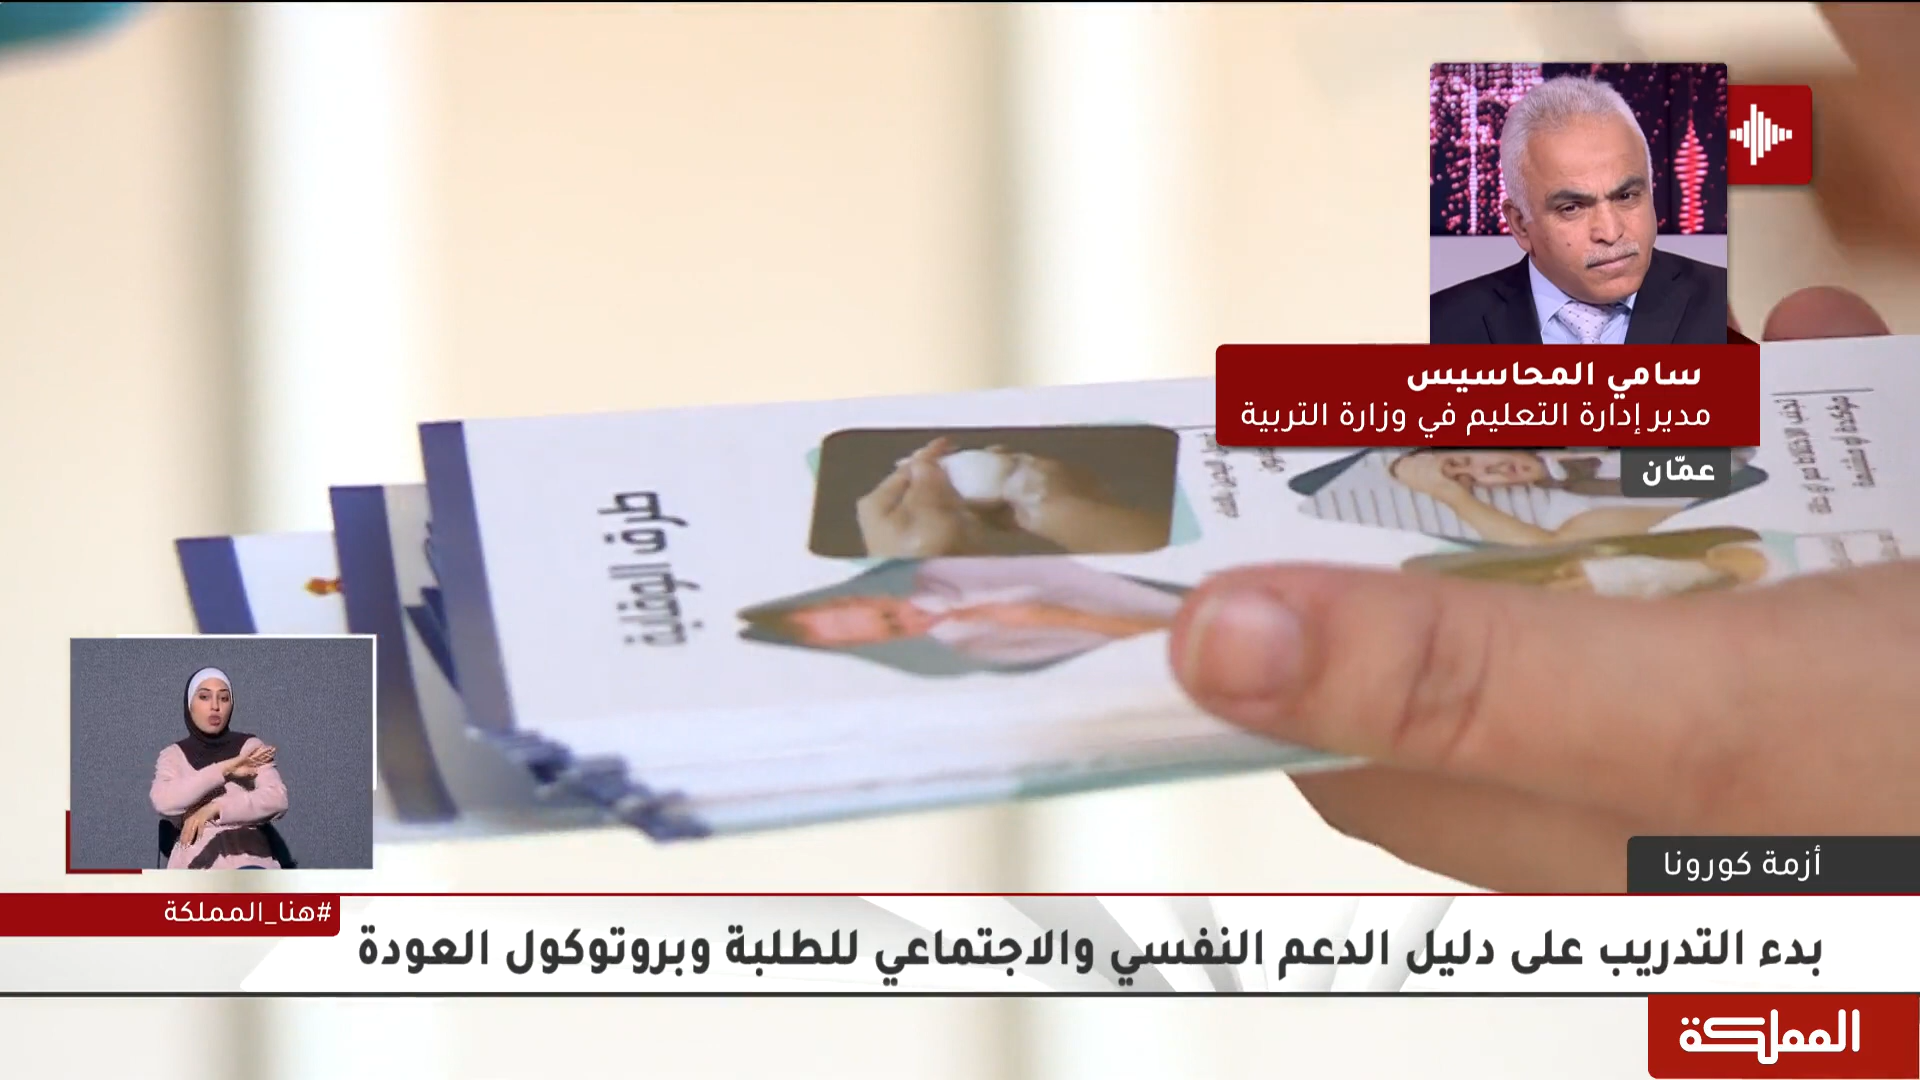 سامي المحاسيس
مدير إدارة التعليم في وزارة التربية
عمّان
طرق الوقاية
أزمة كورونا
#هنا_المملكة
بدء التدريب على دليل الدعم النفسي والاجتماعي للطلبة وبروتوكول العودة
المملكة